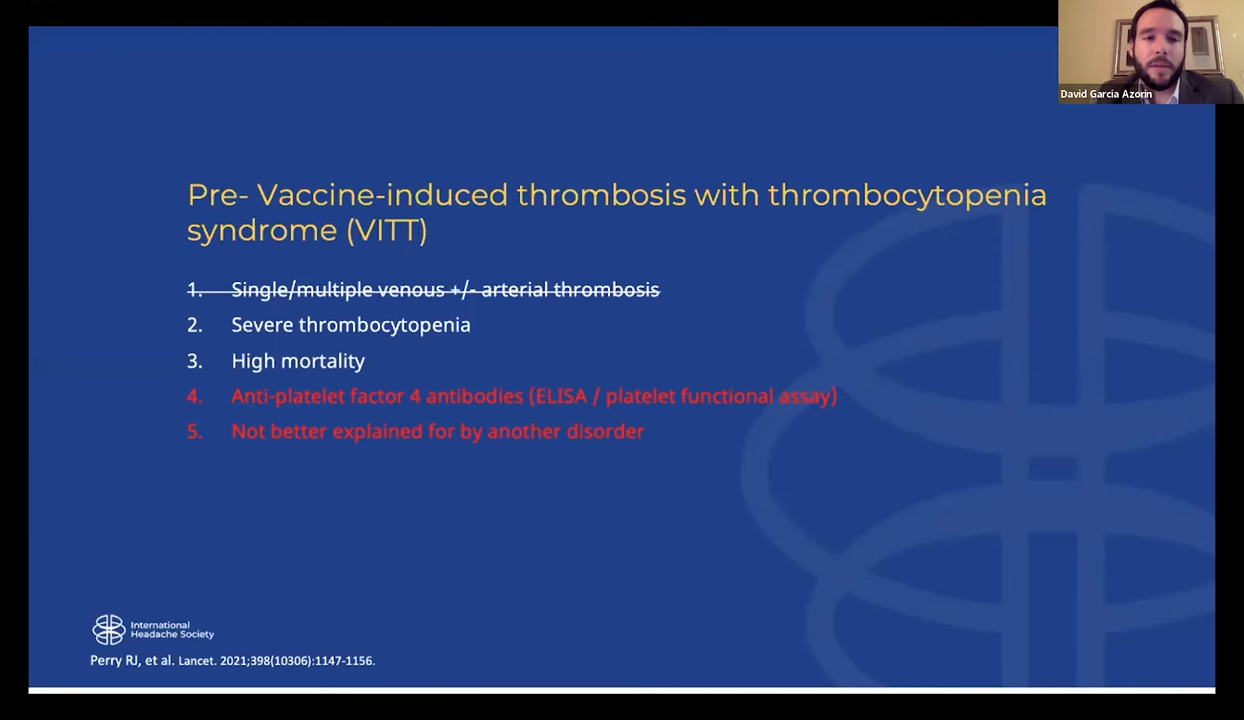 David Garcia Azorin
Pre- Vaccine-induced thrombosis with thrombocytopenia
syndrome (VITT)
1. Single/multiple venous +/- arterial thrombosis
2. Severe thrombocytopenia
3. High mortality
4. Anti-platelet factor 4 antibodies (ELISA / platelet functional assay)
5. Not better explained for by another disorder
International
Headache Society
Perry RJ, et al. Lancet. 2021;398(10306):1147-1156.